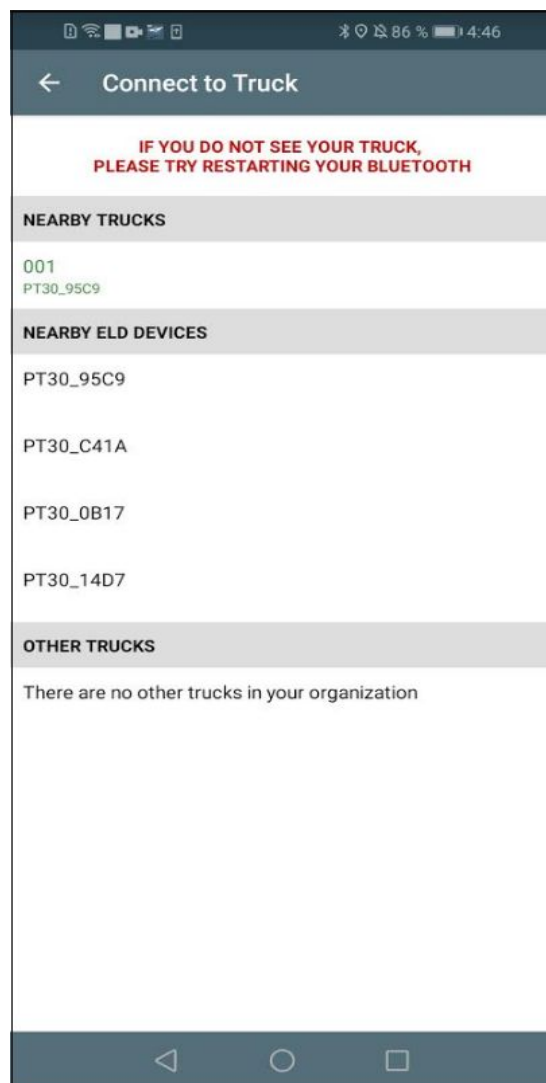 86 % 4:46
Connect to Truck
IF YOU DO NOT SEE YOUR TRUCK,
PLEASE TRY RESTARTING YOUR BLUETOOTH
NEARBY TRUCKS
001
PT30_95C9
NEARBY ELD DEVICES
PT30_95C9
PT30_C41A
PT30_0B17
PT30_14D7
OTHER TRUCKS
There are no other trucks in your organization